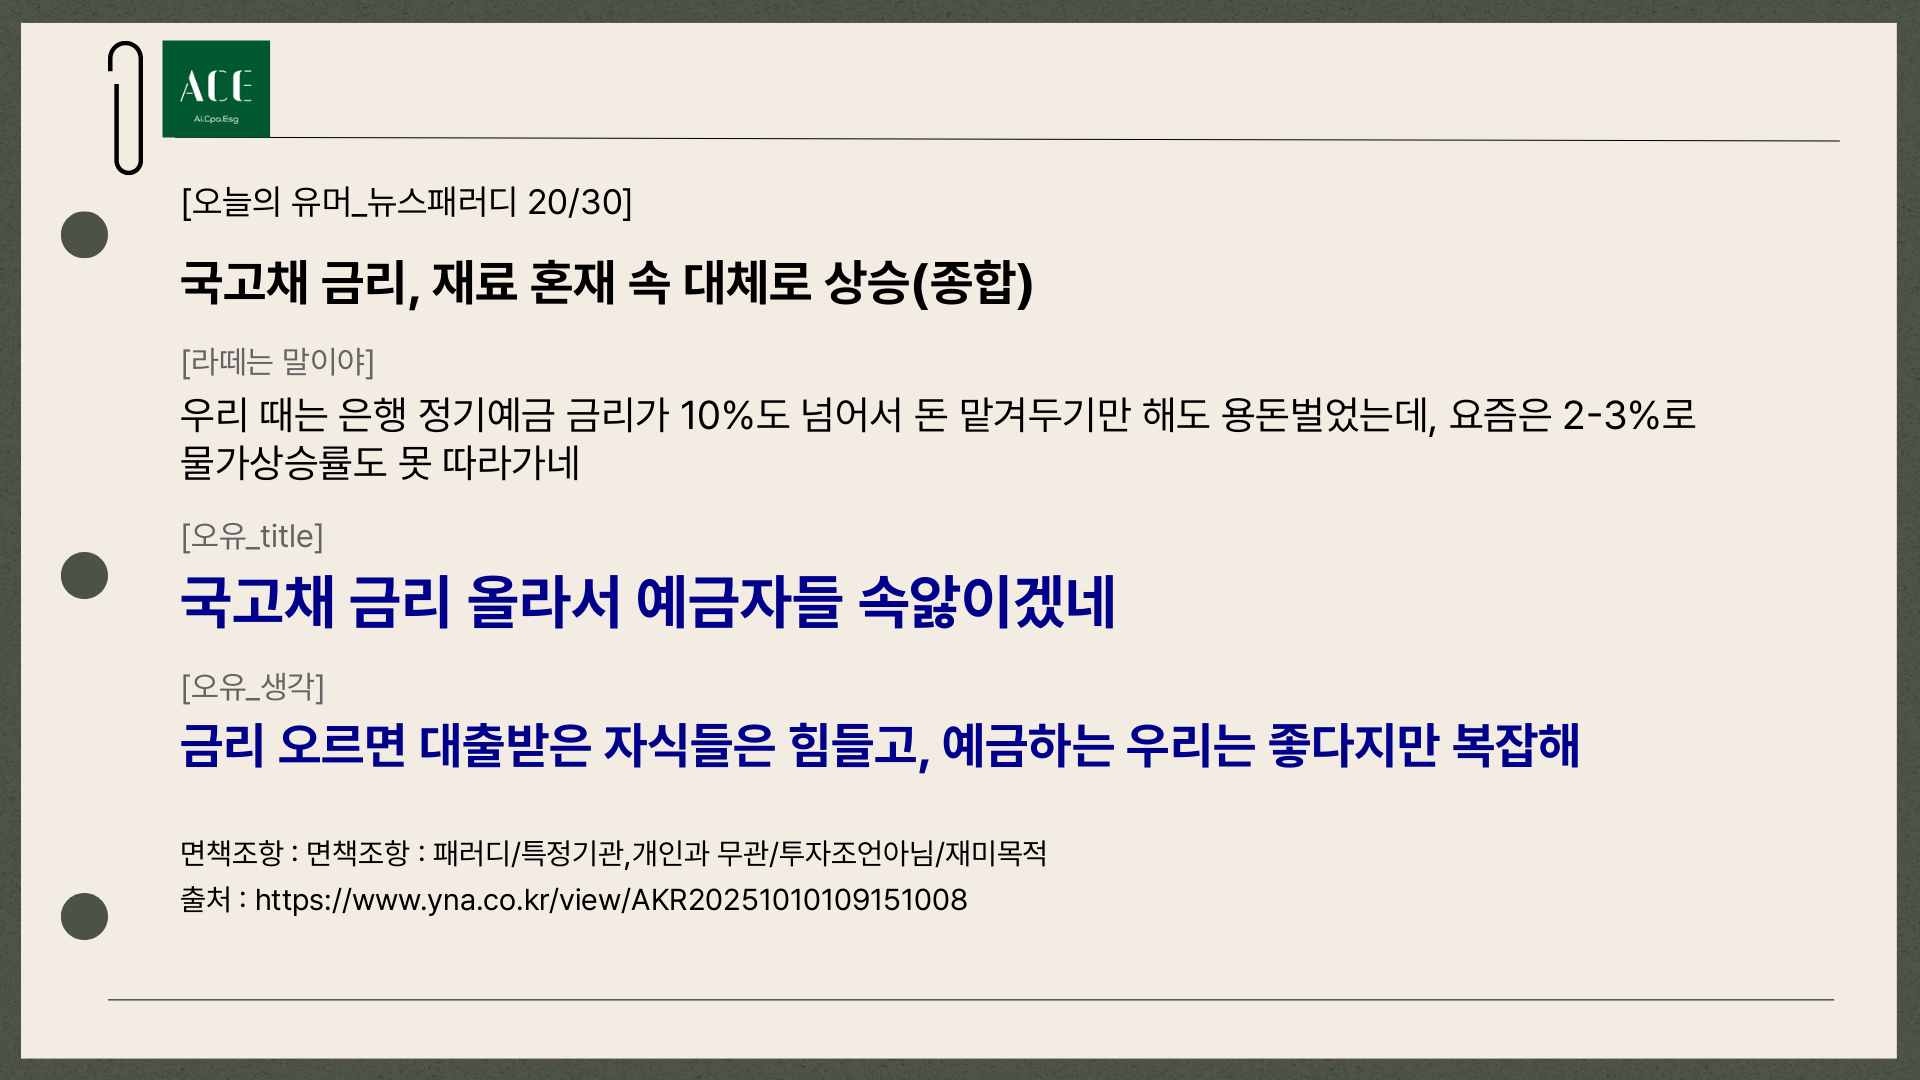 ACE
Ai.Cpa.Esg
[오늘의 유머_뉴스패러디 20/30]
국고채 금리, 재료 혼재 속 대체로 상승(종합)
[라떼는 말이야]
우리 때는 은행 정기예금 금리가 10%도 넘어서 돈 맡겨두기만 해도 용돈벌었는데, 요즘은 2-3%로
물가상승률도 못 따라가네
[오유_title]
국고채 금리 올라서 예금자들 속앓이겠네
[오유_생각]
금리 오르면 대출받은 자식들은 힘들고, 예금하는 우리는 좋다지만 복잡해
면책조항 : 면책조항 : 패러디/특정기관,개인과 무관/투자조언아님/재미목적
출처 : https://www.yna.co.kr/view/AKR20251010109151008